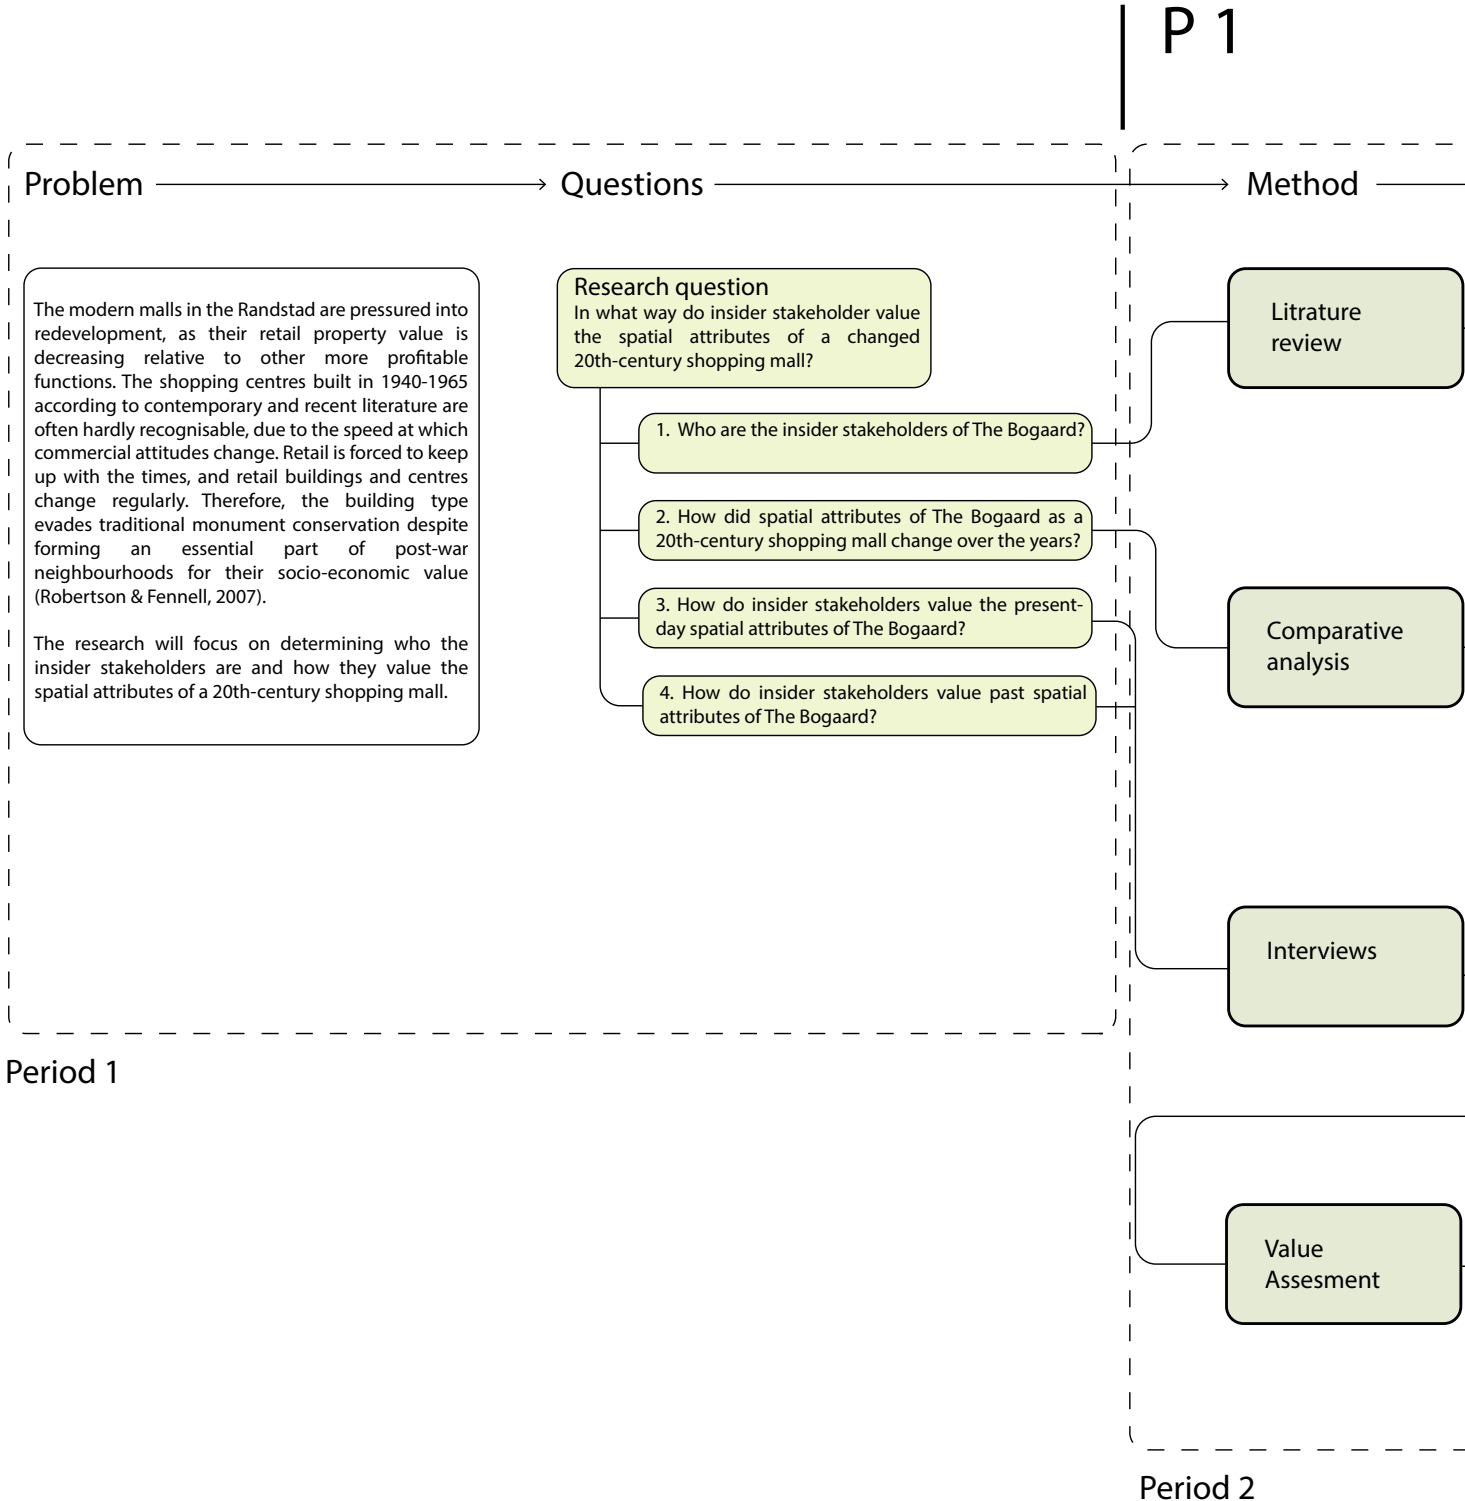 P 1
Problem
Questions
Method
The modern malls in the Randstad are pressured into
redevelopment, as their retail property value is
decreasing relative to other more profitable
functions. The shopping centres built in 1940-1965
according to contemporary and recent literature are
often hardly recognisable, due to the speed at which
commercial attitudes change. Retail is forced to keep
up with the times, and retail buildings and centres
change regularly. Therefore, the building type
evades traditional monument conservation despite
forming an essential part of post-war
neighbourhoods for their socio-economic value
(Robertson & Fennell, 2007).
The research will focus on determining who the
insider stakeholders are and how they value the
spatial attributes of a 20th-century shopping mall.
Research question
In what way do insider stakeholder value
the spatial attributes of a changed
20th-century shopping mall?
1. Who are the insider stakeholders of The Bogaard?
2. How did spatial attributes of The Bogaard as a
20th-century shopping mall change over the years?
3. How do insider stakeholders value the present-
day spatial attributes of The Bogaard?
4. How do insider stakeholders value past spatial
attributes of The Bogaard?
Litrature
review
Comparative
analysis
Interviews
Value
Assesment
Period 1
Period 2